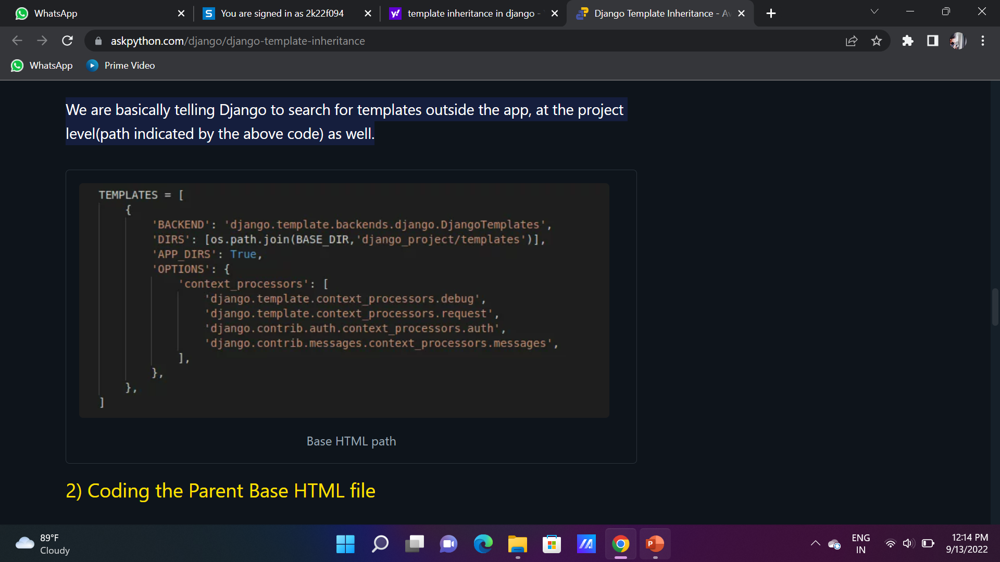 WhatsApp
You are signed in as 2k22f094
template inheritance in django -
Django Template Inheritance - A
askpython.com/django/django-template-inheritance
WhatsApp
Prime Video
We are basically telling Django to search for templates outside the app, at the project
level(path indicated by the above code) as well.
TEMPLATES = [
{
'BACKEND': 'django.template.backends.django.DjangoTemplates',
'DIRS': [os.path.join(BASE_DIR,'django_project/templates')],
'APP_DIRS': True,
'OPTIONS': {
'context_processors': [
'django.template.context_processors.debug',
'django.template.context_processors.request',
'django.contrib.auth.context_processors.auth',
'django.contrib.messages.context_processors.messages',
],
},
},
]
Base HTML path
2) Coding the Parent Base HTML file
89°F
Cloudy
ENG
IN
12:14 PM
9/13/2022